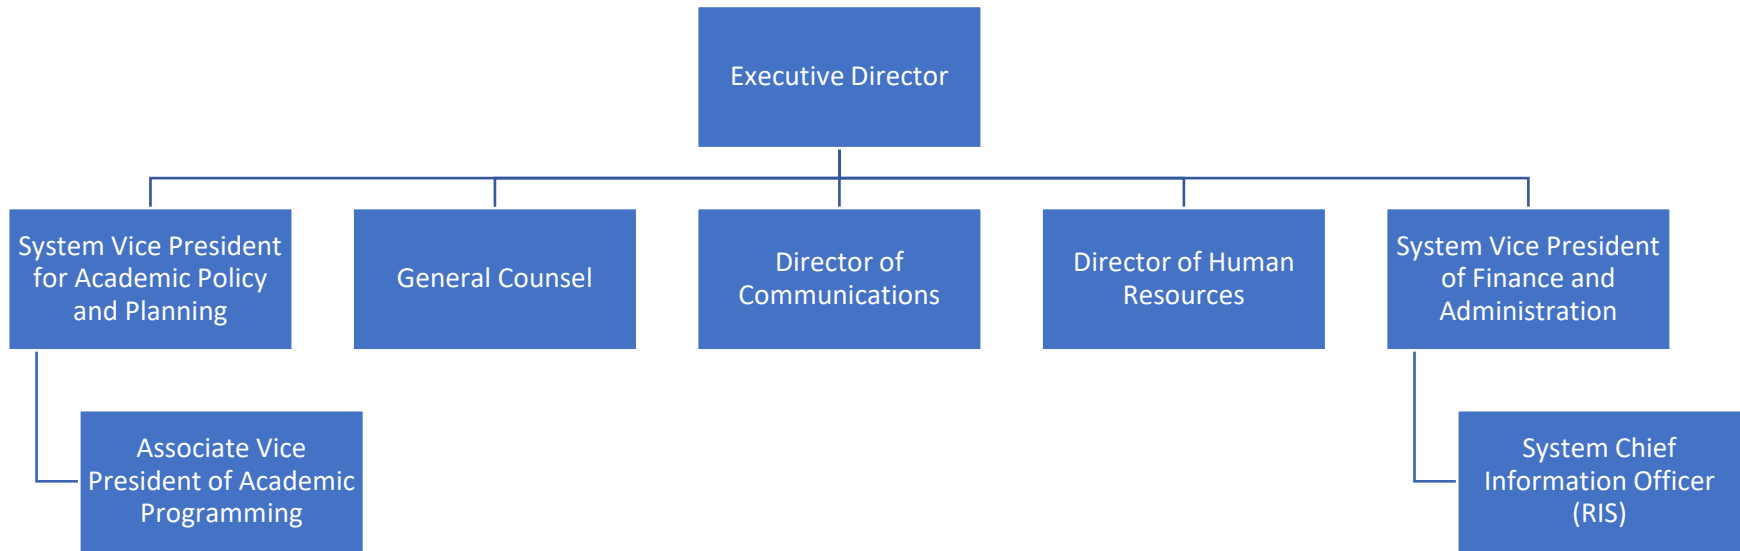 Executive Director
System Vice President
for Academic Policy
and Planning
General Counsel
Director of
Communications
Director of Human
Resources
System Vice President
of Finance and
Administration
Associate Vice
President of Academic
Programming
System Chief
Information Officer
(RIS)